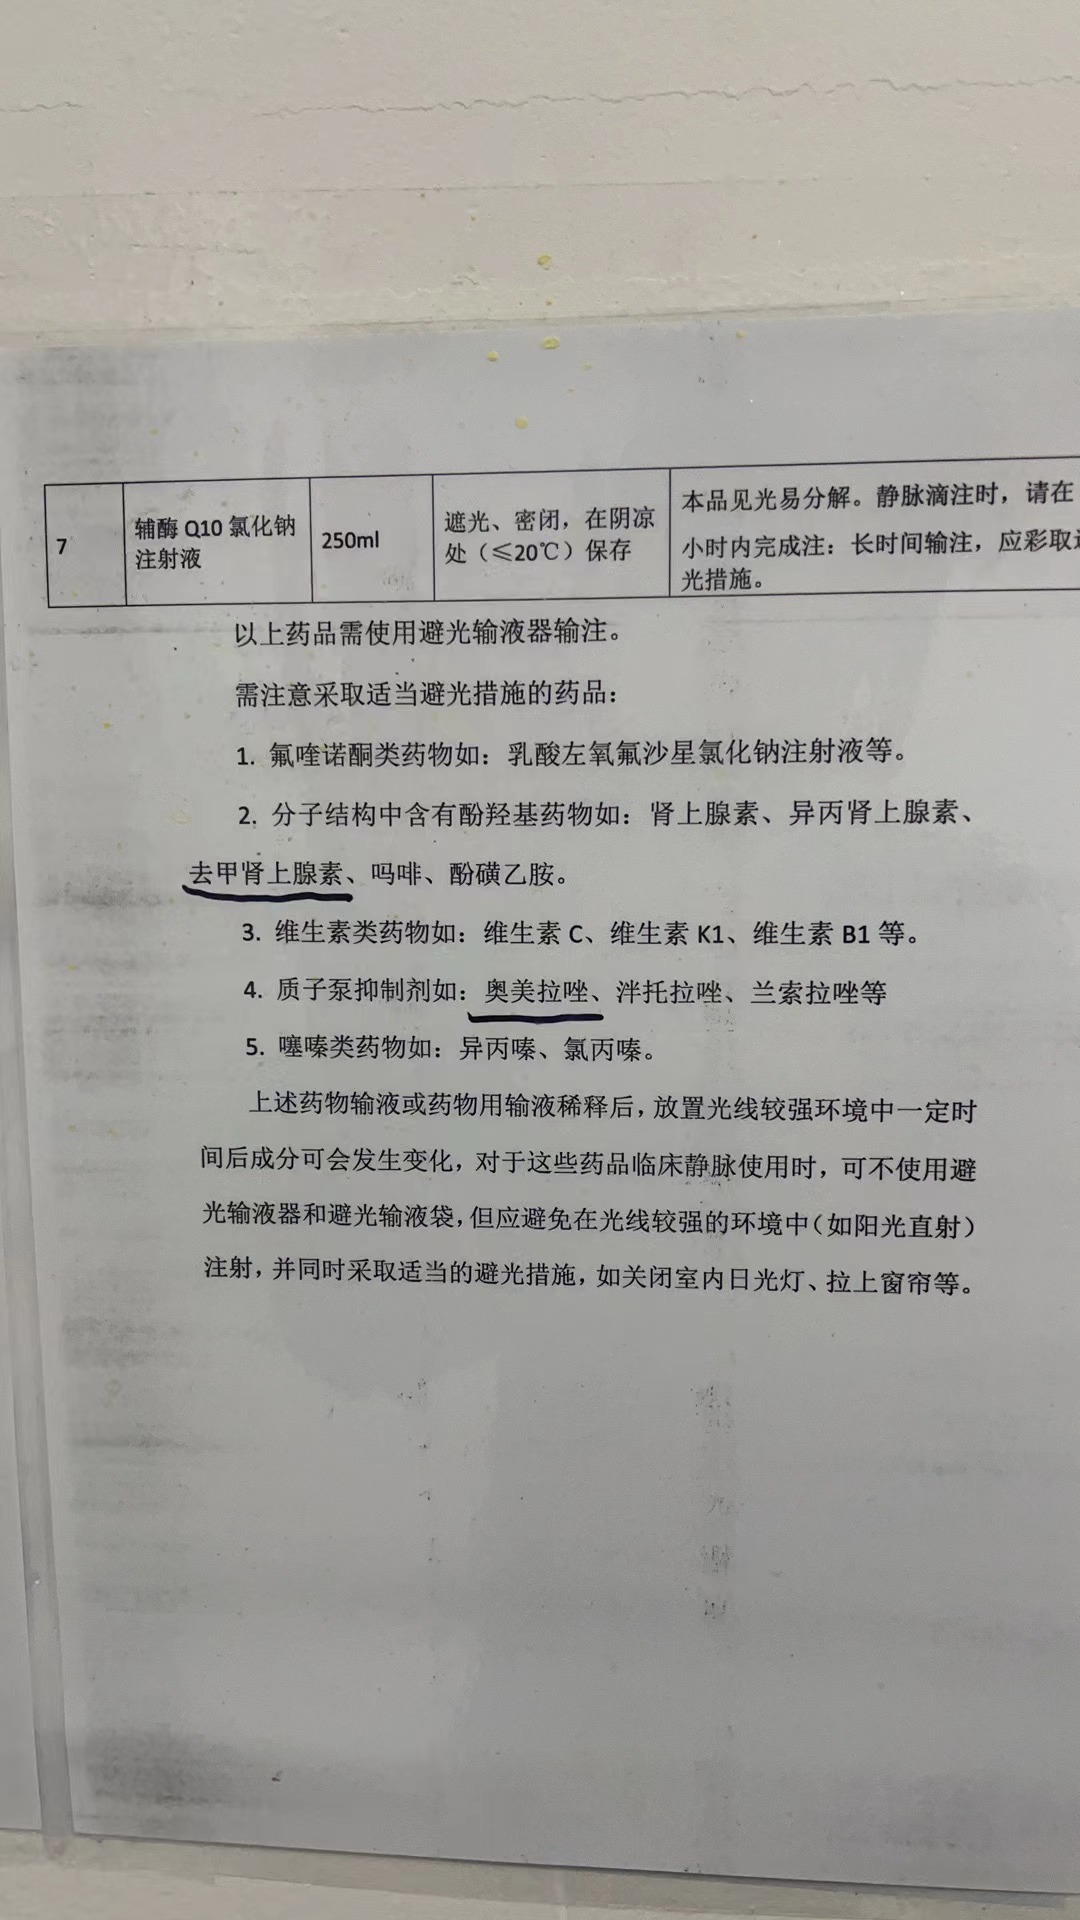 7
辅酶 Q10 氯化钠
注射液
250ml
遮光、密闭，在阴凉
处（≤20℃）保存
本品见光易分解。静脉滴注时，请在
小时内完成注：长时间输注，应彩取
光措施。
以上药品需使用避光输液器输注。
需注意采取适当避光措施的药品：
1. 氟喹诺酮类药物如：乳酸左氧氟沙星氯化钠注射液等。
2. 分子结构中含有酚羟基药物如：肾上腺素、异丙肾上腺素、
去甲肾上腺素、吗啡、酚磺乙胺。
3. 维生素类药物如：维生素 C、维生素 K1、维生素 B1 等。
4. 质子泵抑制剂如：奥美拉唑、泮托拉唑、兰索拉唑等
5. 噻嗪类药物如：异丙嗪、氯丙嗪。
上述药物输液或药物用输液稀释后，放置光线较强环境中一定时
间后成分可会发生变化，对于这些药品临床静脉使用时，可不使用避
光输液器和避光输液袋，但应避免在光线较强的环境中（如阳光直射）
注射，并同时采取适当的避光措施，如关闭室内日光灯、拉上窗帘等。